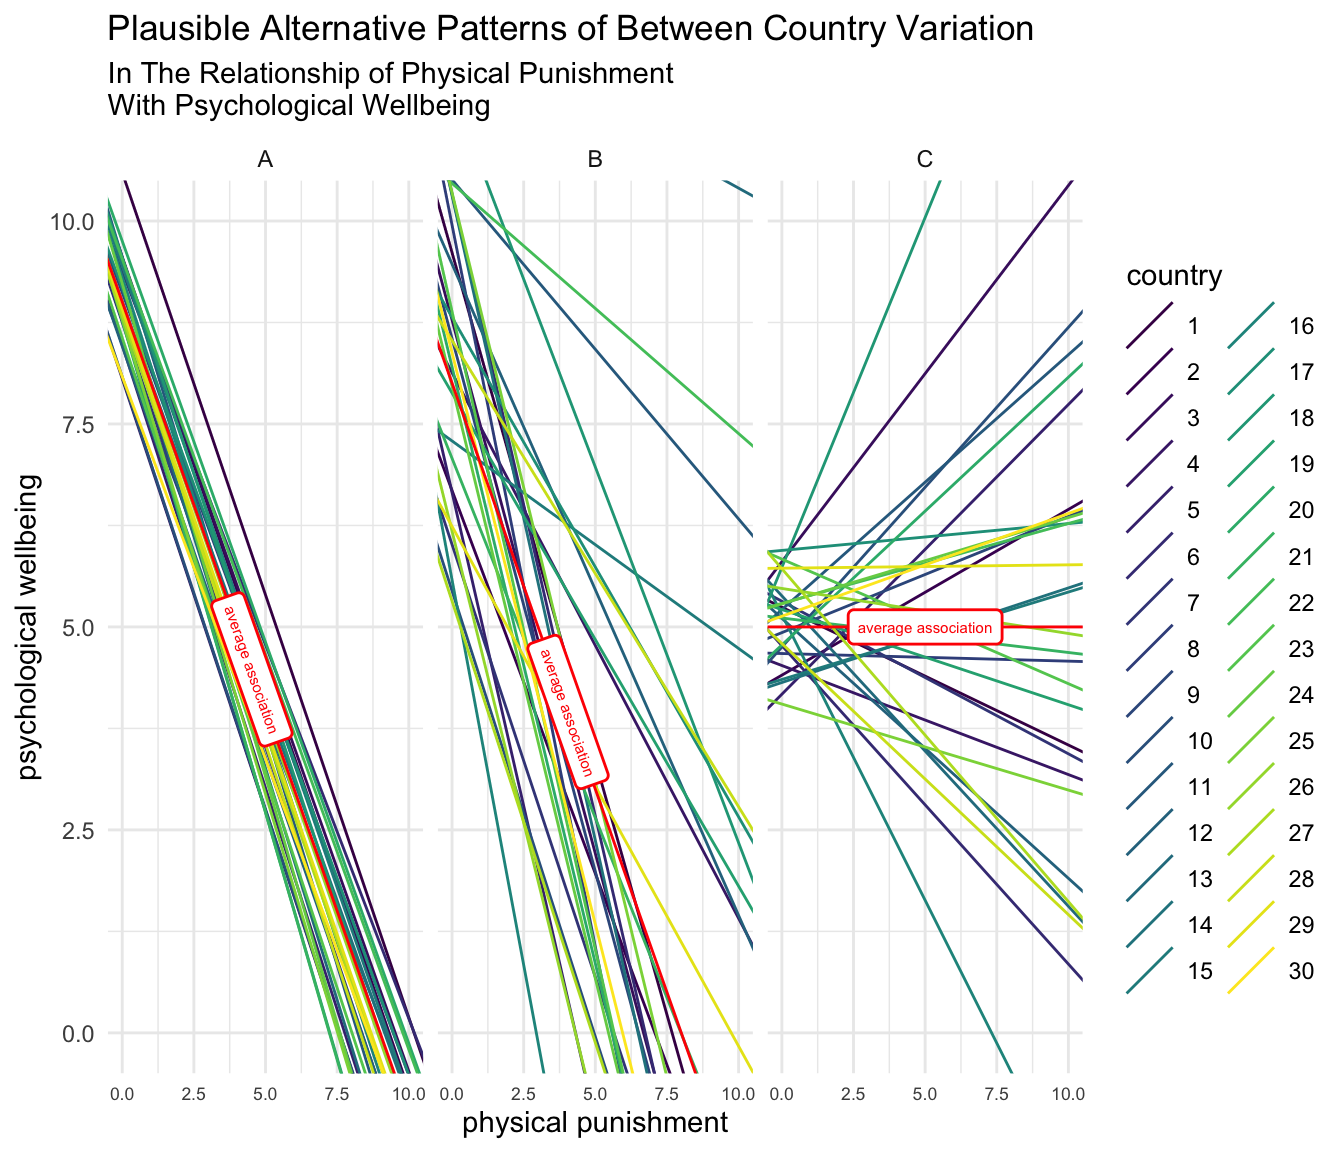 Plausible Alternative Patterns of Between Country Variation
In The Relationship of Physical Punishment
With Psychological Wellbeing
A
B
C
psychological wellbeing
10.0
7.5
5.0
2.5
0.0
average association
average association
average association
0.0 2.5 5.0 7.5 10.0
0.0 2.5 5.0 7.5 10.0
0.0 2.5 5.0 7.5 10.0
physical punishment
country
1
2
3
4
5
6
7
8
9
10
11
12
13
14
15
16
17
18
19
20
21
22
23
24
25
26
27
28
29
30